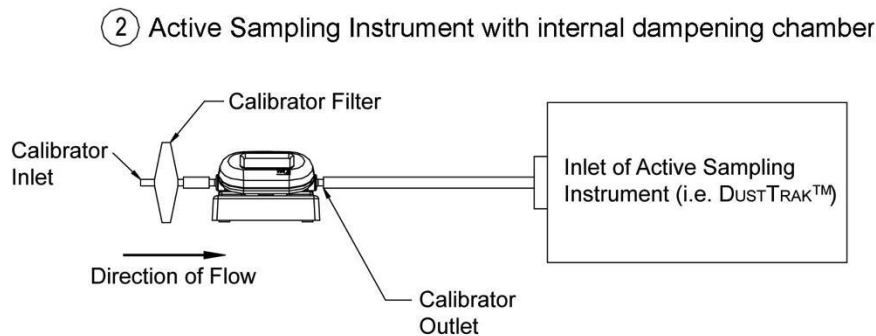 2 Active Sampling Instrument with internal dampening chamber
Calibrator Filter
Calibrator
Inlet
Inlet of Active Sampling
Instrument (i.e. DUSTTRAK™)
Direction of Flow
Calibrator
Outlet